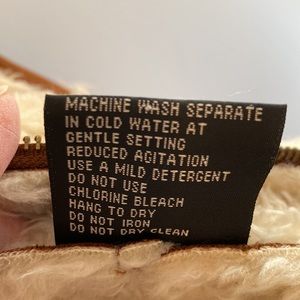 MACHINE WASH SEPARATE
IN COLD WATER AT
GENTLE SETTING
REDUCED AGITATION
USE A MILD DETERGENT
DO NOT USE
CHLORINE BLEACH
HANG TO DRY
DO NOT IRON
DO NOT DRY CLEAN